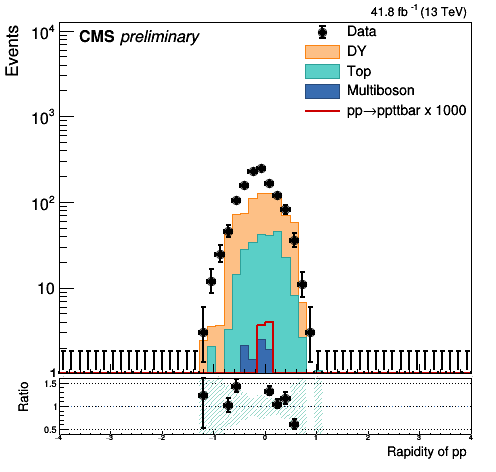 41.8 fb⁻¹ (13 TeV)
CMS preliminary
Events
Data
DY
Top
Multiboson
pp→ppttbar x 1000
10⁴
10³
10²
10
1
Ratio
1.5
1
0.5
-4 -3 -2 -1 0 1 2 3 4
Rapidity of pp